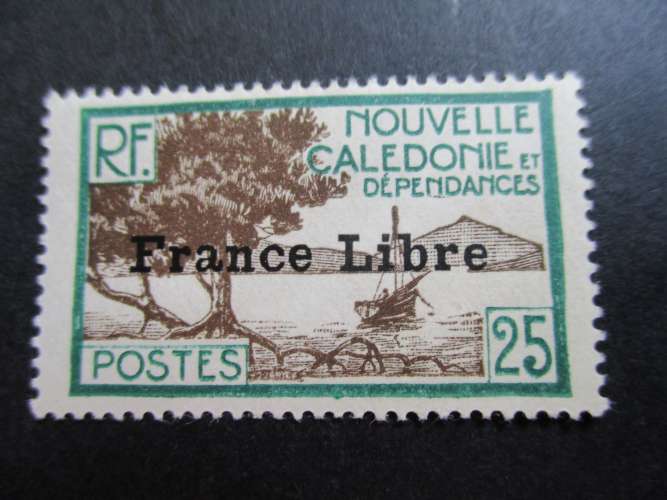 RF.
NOUVELLE
CALEDONIE ET
DÉPENDANCES
France Libre
POSTES
25